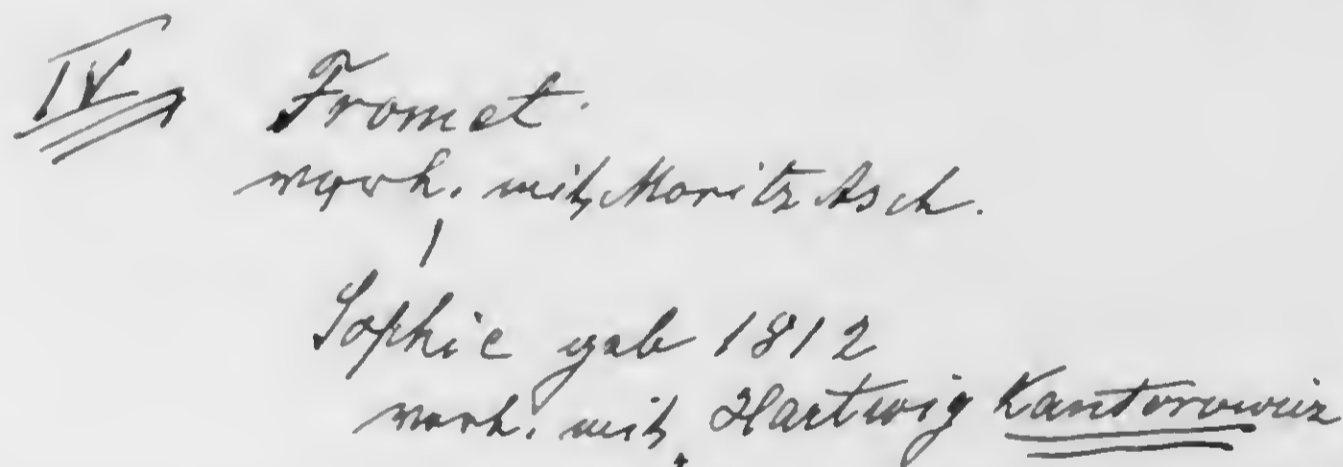 IV, Fromet.
verh. mit Moritz Asch.
Sophie geb 1812
verh. mit Hartwig Kantorowicz